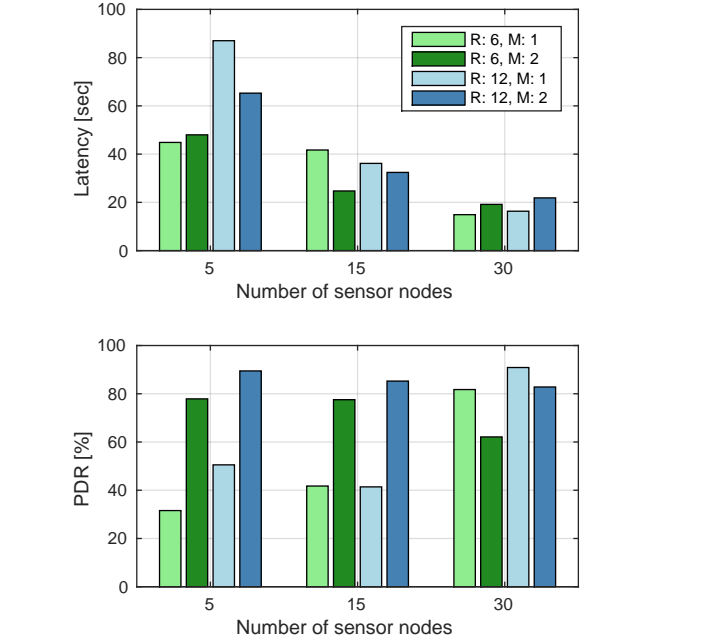 100
80
60
40
20
0
Latency [sec]
R: 6, M: 1
R: 6, M: 2
R: 12, M: 1
R: 12, M: 2
5 15 30
Number of sensor nodes
100
80
60
40
20
0
PDR [%]
5 15 30
Number of sensor nodes